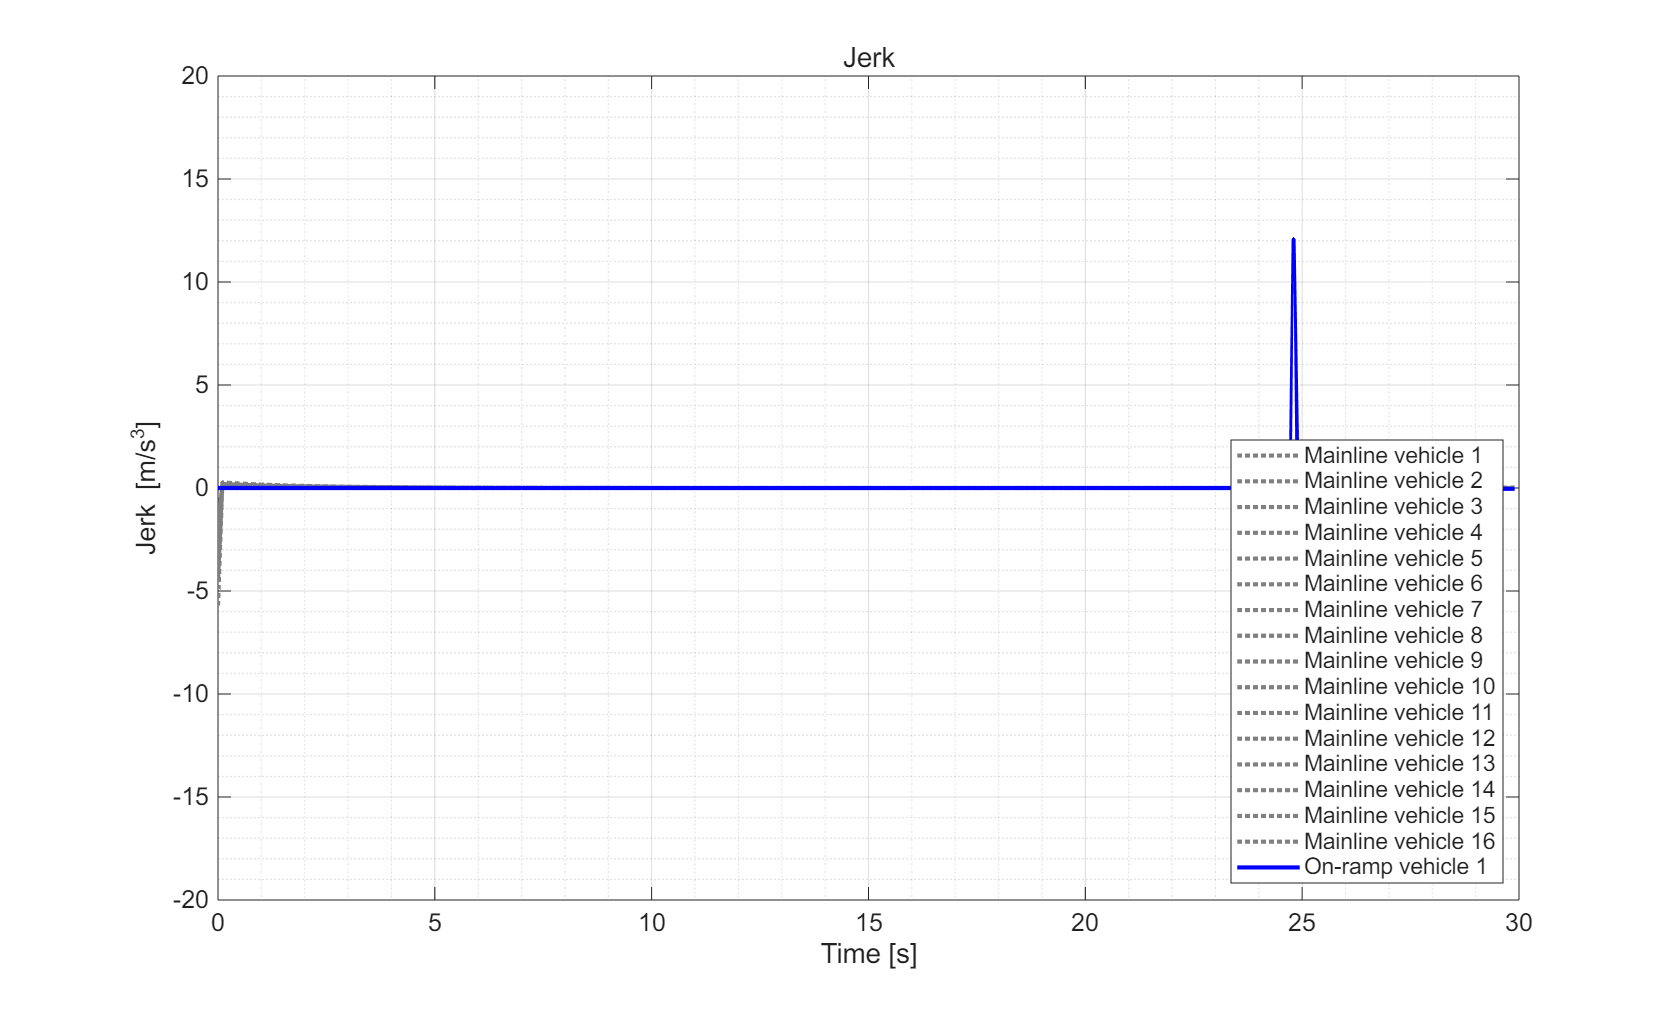 Jerk
20
15
10
5
0
-5
-10
-15
-20
Jerk [m/s³]
0 5 10 15 20 25 30
Time [s]
Mainline vehicle 1
Mainline vehicle 2
Mainline vehicle 3
Mainline vehicle 4
Mainline vehicle 5
Mainline vehicle 6
Mainline vehicle 7
Mainline vehicle 8
Mainline vehicle 9
Mainline vehicle 10
Mainline vehicle 11
Mainline vehicle 12
Mainline vehicle 13
Mainline vehicle 14
Mainline vehicle 15
Mainline vehicle 16
On-ramp vehicle 1